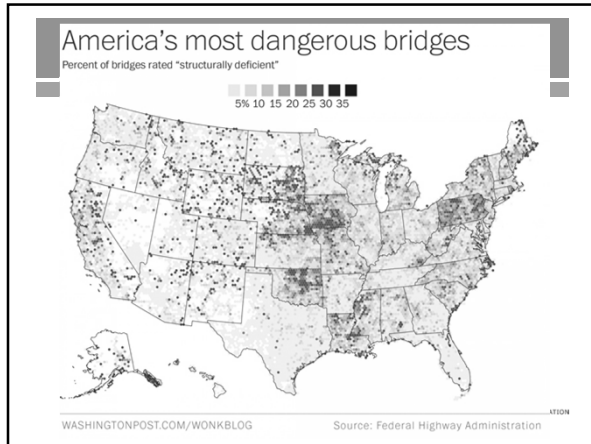 America's most dangerous bridges
Percent of bridges rated "structurally deficient"
5% 10 15 20 25 30 35
ATION
WASHINGTONPOST.COM/WONKBLOG
Source: Federal Highway Administration